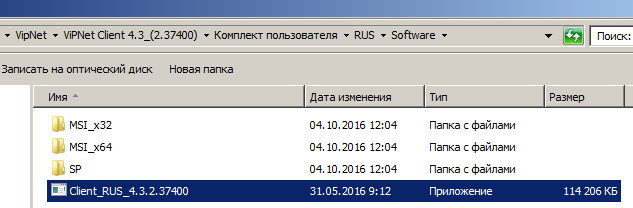 VipNet ▾ ViPNet Client 4.3_(2.37400) ▾ Комплект пользователя ▾ RUS ▾ Software ▾ Поиск:
Записать на оптический диск Новая папка
Имя Дата изменения Тип Размер
MSI_x32 04.10.2016 12:04 Папка с файлами
MSI_x64 04.10.2016 12:04 Папка с файлами
SP 04.10.2016 12:04 Папка с файлами
Client_RUS_4.3.2.37400 31.05.2016 9:12 Приложение 114 206 КБ